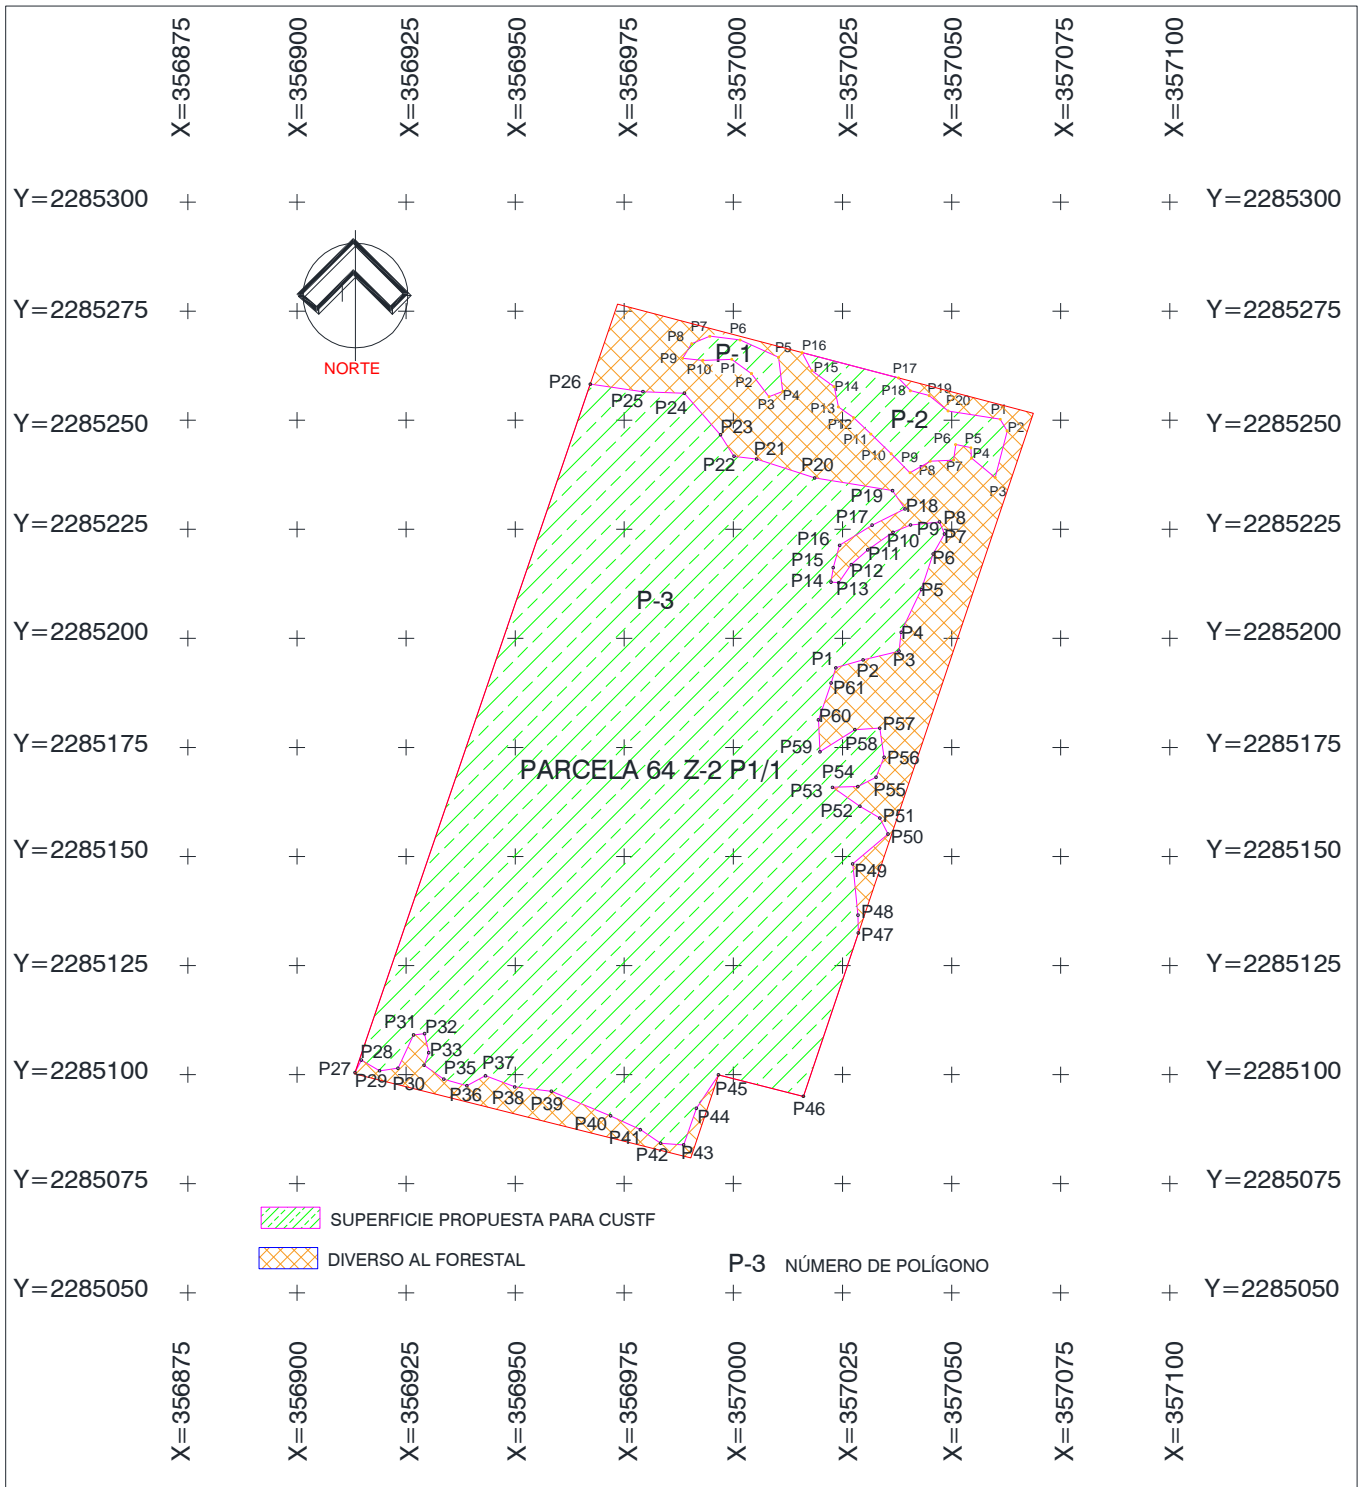 X=356875
X=356900
X=356925
X=356950
X=356975
X=357000
X=357025
X=357050
X=357075
X=357100
Y=2285300
Y=2285300
Y=2285275
Y=2285275
NORTE
P7
P6
P8
P-1
P5
P16
P9
P10
P1
P15
P2
P17
P26
P25
P24
P3
P4
P14
P18
P19
P20
P1
P13
P2
Y=2285250
P12
P-2
Y=2285250
P23
P11
P6
P5
P22
P21
P10
P9
P8
P7
P4
P20
P3
P19
P18
Y=2285225
P17
P8
Y=2285225
P16
P10
P9
P7
P15
P11
P6
P14
P13
P12
P5
P-3
Y=2285200
P4
Y=2285200
P1
P2
P3
P61
P60
P57
Y=2285175
P59
P58
P56
Y=2285175
PARCELA 64 Z-2 P1/1
P54
P53
P55
P52
P51
P50
Y=2285150
Y=2285150
P49
P48
P47
Y=2285125
Y=2285125
P31
P32
P28
P33
P37
P27
P29
P30
P35
Y=2285100
P36
P38
P39
P45
Y=2285100
P46
P40
P44
P41
P42
P43
Y=2285075
Y=2285075
SUPERFICIE PROPUESTA PARA CUSTF
DIVERSO AL FORESTAL
P-3 NÚMERO DE POLÍGONO
Y=2285050
Y=2285050
X=356875
X=356900
X=356925
X=356950
X=356975
X=357000
X=357025
X=357050
X=357075
X=357100